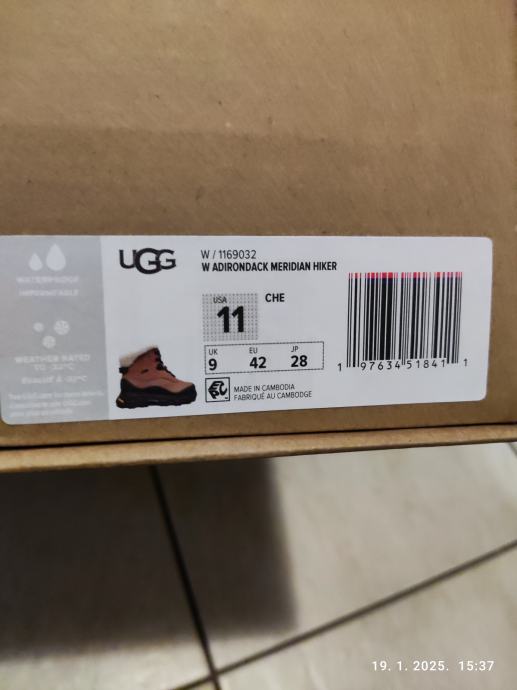 WATERPROOF
IMPERMÉABLE
WEATHER RATED
TO -32°C
ÉVALUÉ À -32°C
UGG
W / 1169032
W ADIRONDACK MERIDIAN HIKER
USA
11
CHE
UK
9
EU
42
JP
28
MADE IN CAMBODIA
FABRIQUÉ AU CAMBODGE
1 97634 51841 1
19. 1. 2025. 15:37